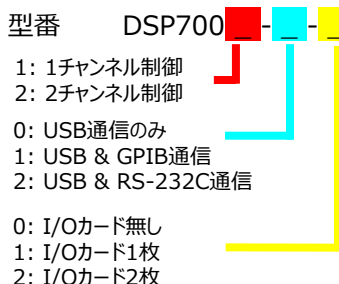 型番 DSP700_-_-_
1: 1チャンネル制御
2: 2チャンネル制御
0: USB通信のみ
1: USB & GPIB通信
2: USB & RS-232C通信
0: I/Oカード無し
1: I/Oカード1枚
2: I/Oカード2枚